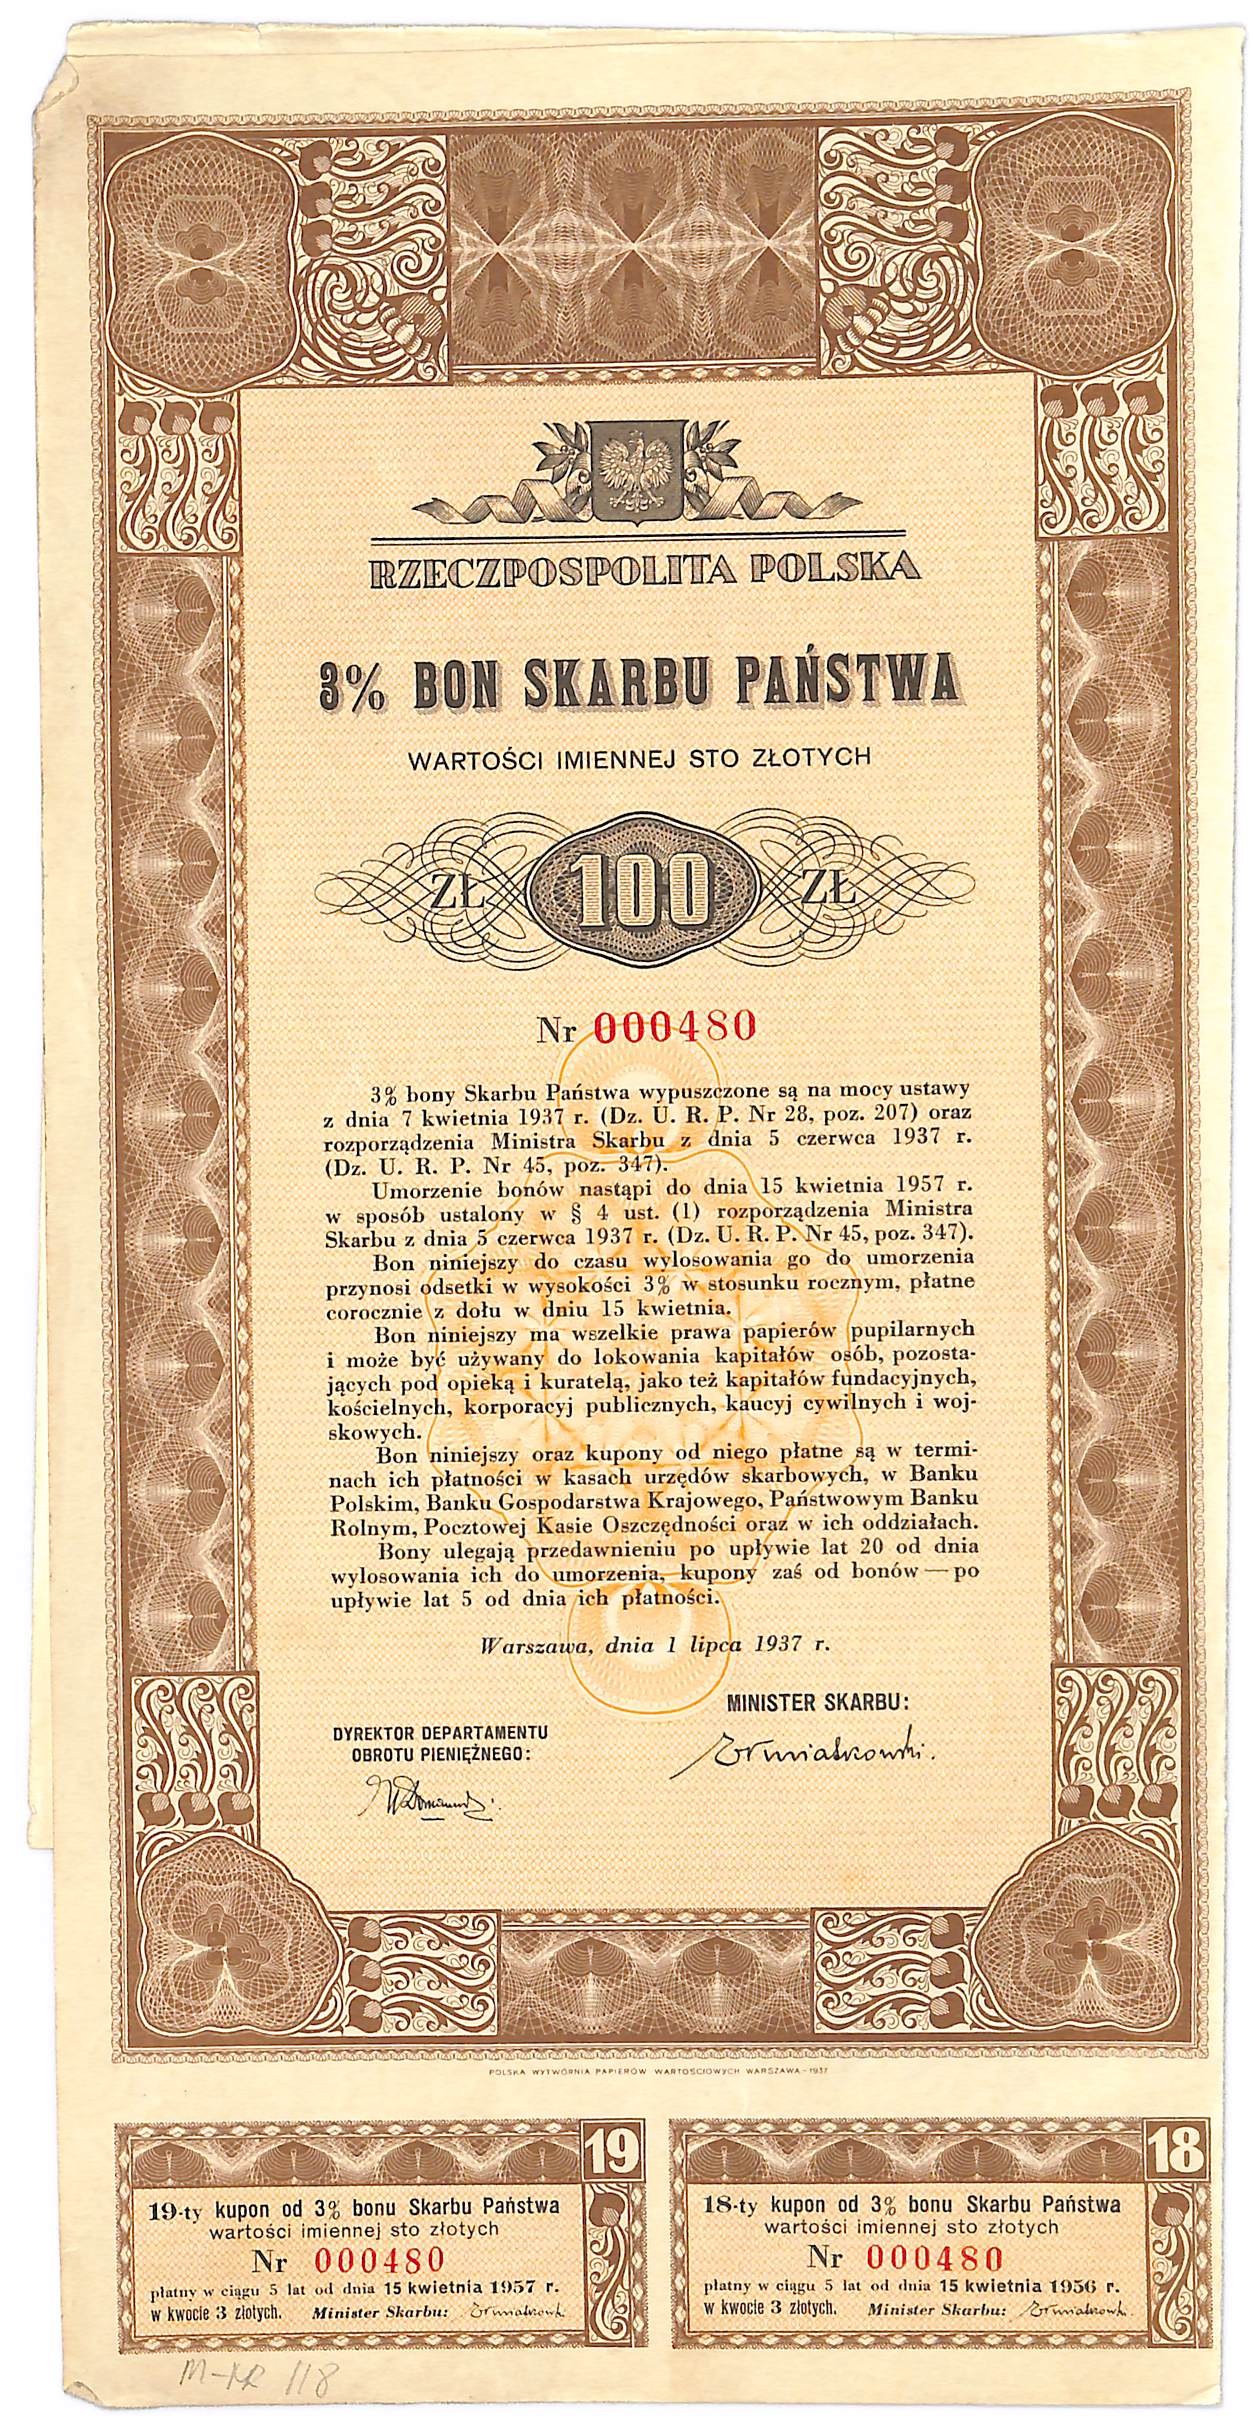 RZECZPOSPOLITA POLSKA
3% BON SKARBU PAŃSTWA
WARTOŚCI IMIENNEJ STO ZŁOTYCH
ZŁ 100 ZŁ
Nr 000480
3% bony Skarbu Państwa wypuszczone są na mocy ustawy
z dnia 7 kwietnia 1937 r. (Dz. U. R. P. Nr 28, poz. 207) oraz
rozporządzenia Ministra Skarbu z dnia 5 czerwca 1937 r.
(Dz. U. R. P. Nr 45, poz. 347).
Umorzenie bonów nastąpi do dnia 15 kwietnia 1957 r.
w sposób ustalony w § 4 ust. (1) rozporządzenia Ministra
Skarbu z dnia 5 czerwca 1937 r. (Dz. U. R. P. Nr 45, poz. 347).
Bon niniejszy do czasu wylosowania go do umorzenia
przynosi odsetki w wysokości 3% w stosunku rocznym, płatne
corocznie z dołu w dniu 15 kwietnia.
Bon niniejszy ma wszelkie prawa papierów pupilarnych
i może być używany do lokowania kapitałów osób, pozosta-
jących pod opieką i kuratelą, jako też kapitałów fundacyjnych,
kościelnych, korporacyj publicznych, kaucyj cywilnych i woj-
skowych.
Bon niniejszy oraz kupony od niego płatne są w termi-
nach ich płatności w kasach urzędów skarbowych, w Banku
Polskim, Banku Gospodarstwa Krajowego, Państwowym Banku
Rolnym, Pocztowej Kasie Oszczędności oraz w ich oddziałach.
Bony ulegają przedawnieniu po upływie lat 20 od dnia
wylosowania ich do umorzenia, kupony zaś od bonów — po
upływie lat 5 od dnia ich płatności.
Warszawa, dnia 1 lipca 1937 r.
MINISTER SKARBU:
DYREKTOR DEPARTAMENTU
OBROTU PIENIĘŻNEGO:
POLSKA WYTWÓRNIA PAPIERÓW WARTOŚCIOWYCH WARSZAWA - 1937
19
19-ty kupon od 3% bonu Skarbu Państwa
wartości imiennej sto złotych
Nr 000480
płatny w ciągu 5 lat od dnia 15 kwietnia 1957 r.
w kwocie 3 złotych. Minister Skarbu:
18
18-ty kupon od 3% bonu Skarbu Państwa
wartości imiennej sto złotych
Nr 000480
płatny w ciągu 5 lat od dnia 15 kwietnia 1956 r.
w kwocie 3 złotych. Minister Skarbu:
118